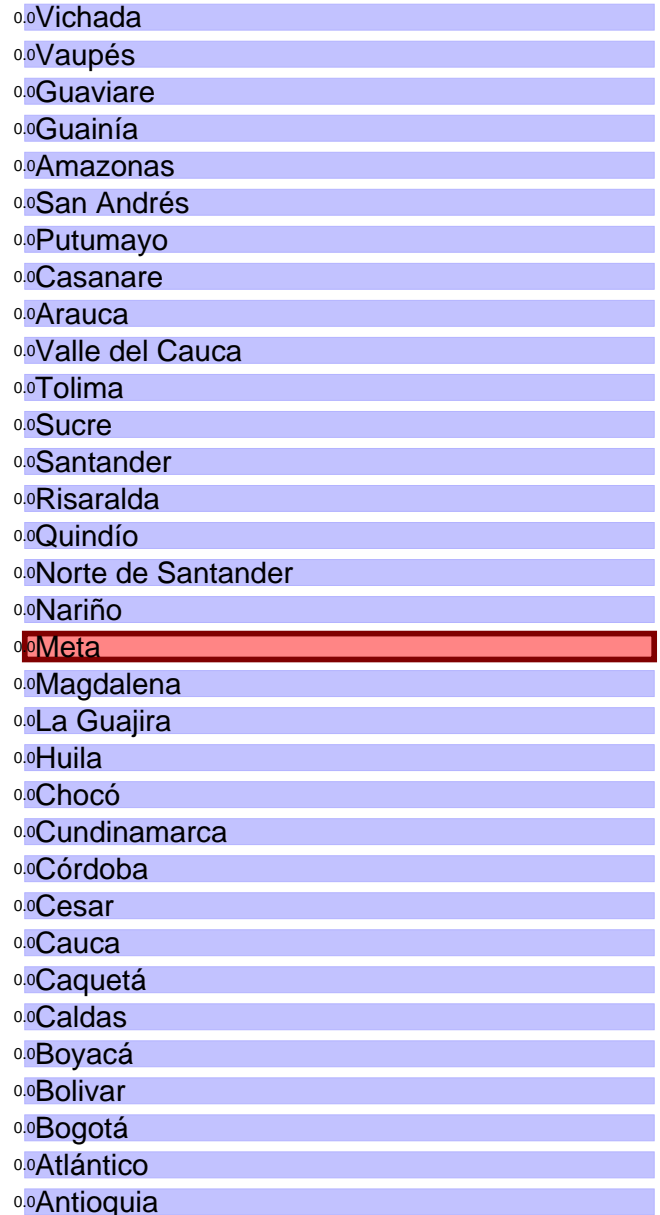 0.0Vichada
0.0Vaupés
0.0Guaviare
0.0Guainía
0.0Amazonas
0.0San Andrés
0.0Putumayo
0.0Casanare
0.0Arauca
0.0Valle del Cauca
0.0Tolima
0.0Sucre
0.0Santander
0.0Risaralda
0.0Quindío
0.0Norte de Santander
0.0Nariño
0.0Meta
0.0Magdalena
0.0La Guajira
0.0Huila
0.0Chocó
0.0Cundinamarca
0.0Córdoba
0.0Cesar
0.0Cauca
0.0Caquetá
0.0Caldas
0.0Boyacá
0.0Bolivar
0.0Bogotá
0.0Atlántico
0.0Antioquia